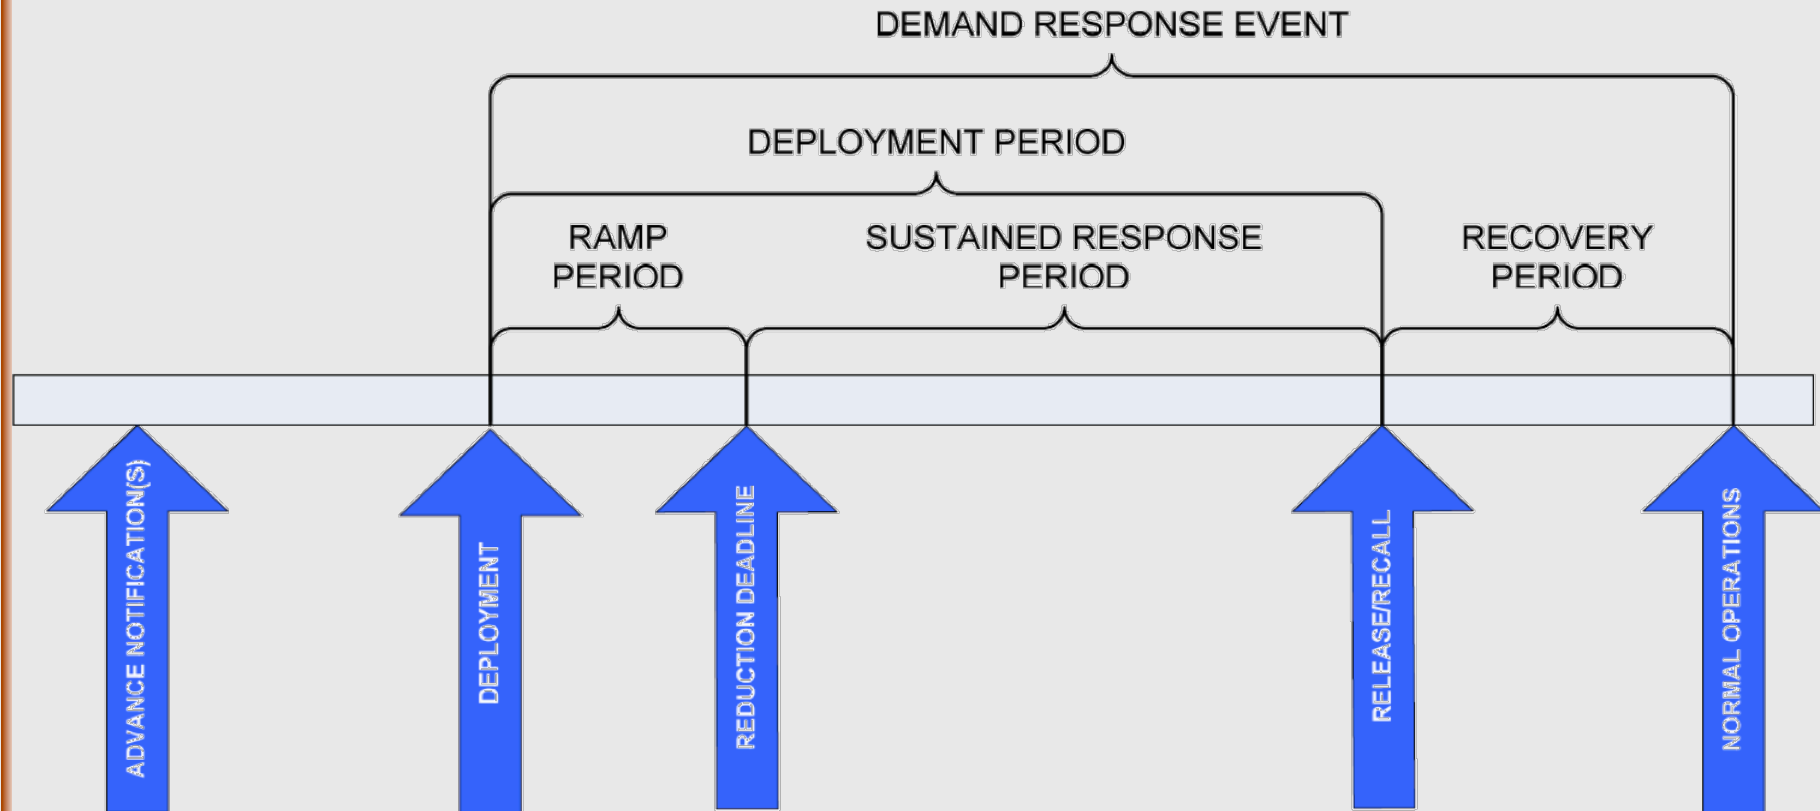 DEMAND RESPONSE EVENT
DEPLOYMENT PERIOD
RAMP
PERIOD
SUSTAINED RESPONSE
PERIOD
RECOVERY
PERIOD
ADVANCE NOTIFICATION(S)
DEPLOYMENT
REDUCTION DEADLINE
RELEASE/RECALL
NORMAL OPERATIONS